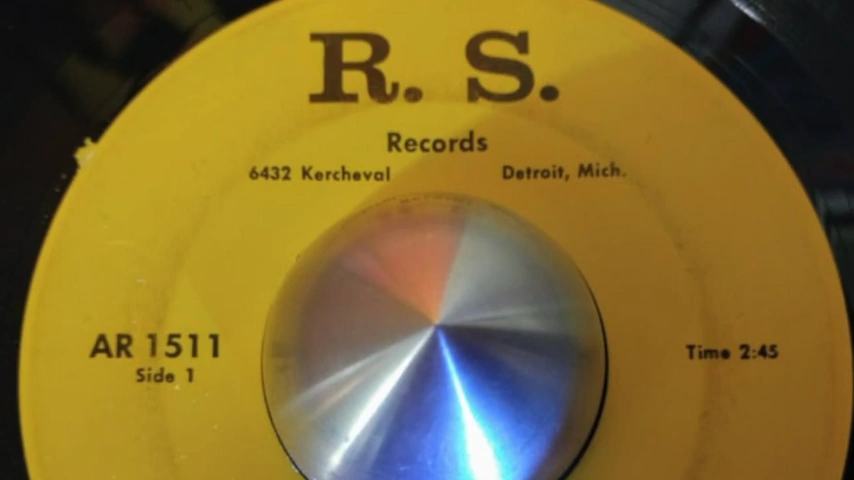 R. S.
Records
6432 Kercheval Detroit, Mich.
AR 1511
Side 1
Time 2:45